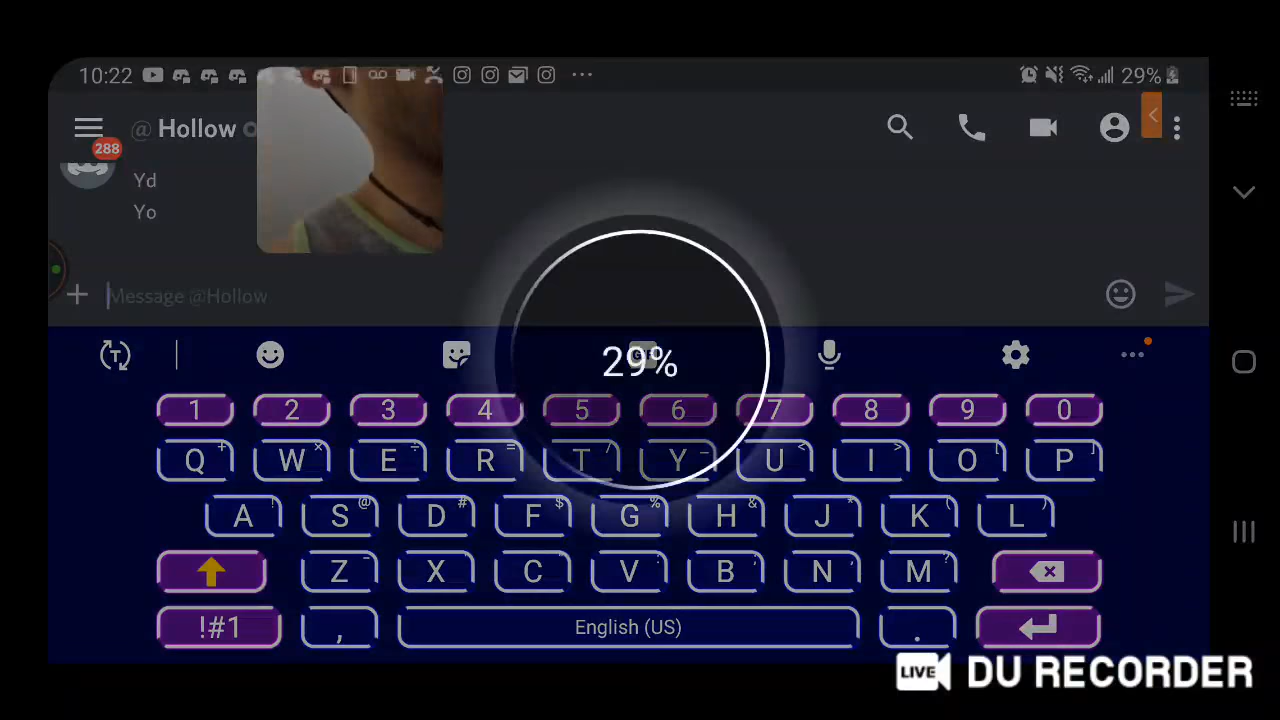 10:22 29%
@ Hollow
288
Yd
Yo
Message @Hollow
29%
1 2 3 4 5 6 7 8 9 0
Q + W × E ÷ R = T / Y _ U < I > O [ P ]
A ! S @ D # F $ G % H & J * K ( L )
Z - X ' C " V : B ; N , M ?
!#1 , English (US) .
LIVE DU RECORDER